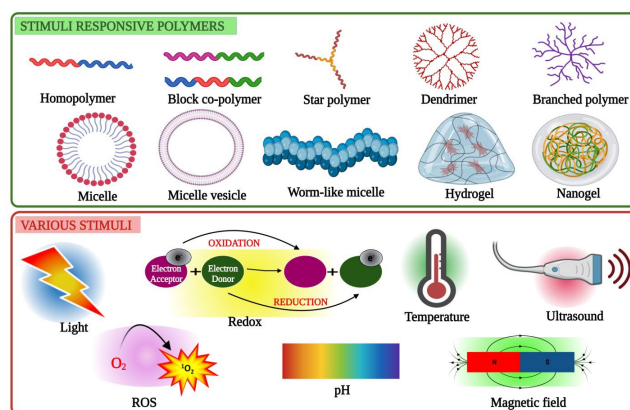 STIMULI RESPONSIVE POLYMERS
Homopolymer
Block co-polymer
Star polymer
Dendrimer
Branched polymer
Micelle
Micelle vesicle
Worm-like micelle
Hydrogel
Nanogel
VARIOUS STIMULI
Light
OXIDATION
e⁻
Electron
Acceptor
+
Electron
Donor
+
e⁻
REDUCTION
Redox
Temperature
Ultrasound
O₂
¹O₂
ROS
pH
N
S
Magnetic field